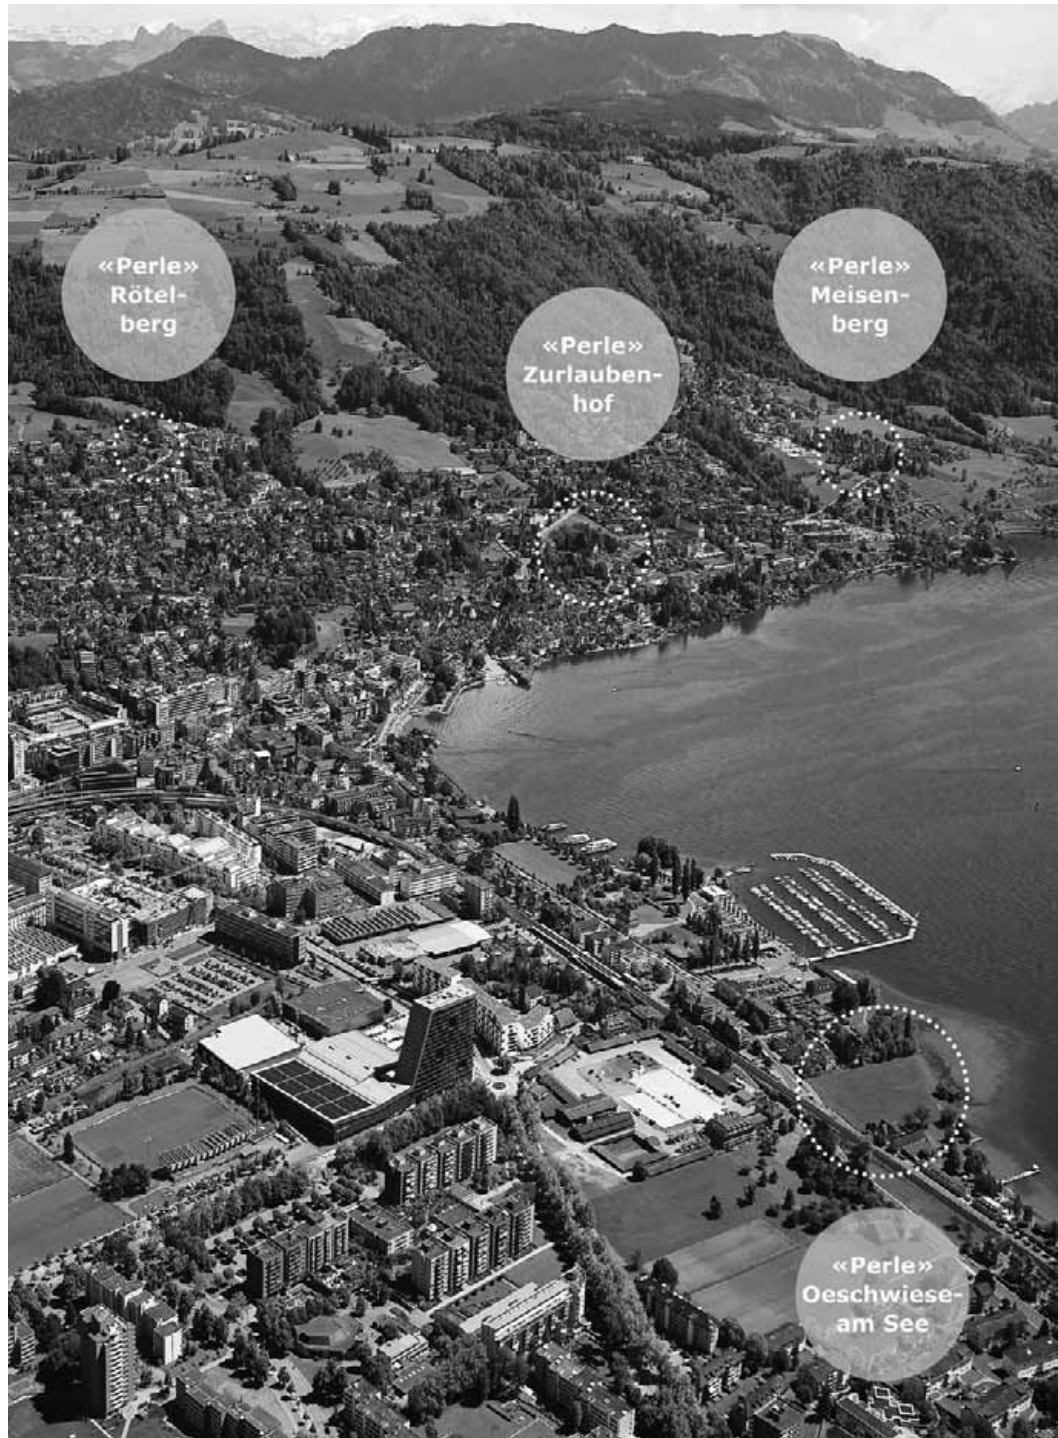 «Perle»
Rötel-
berg
«Perle»
Zurlauben-
hof
«Perle»
Meisen-
berg
«Perle»
Oeschwiese-
am See